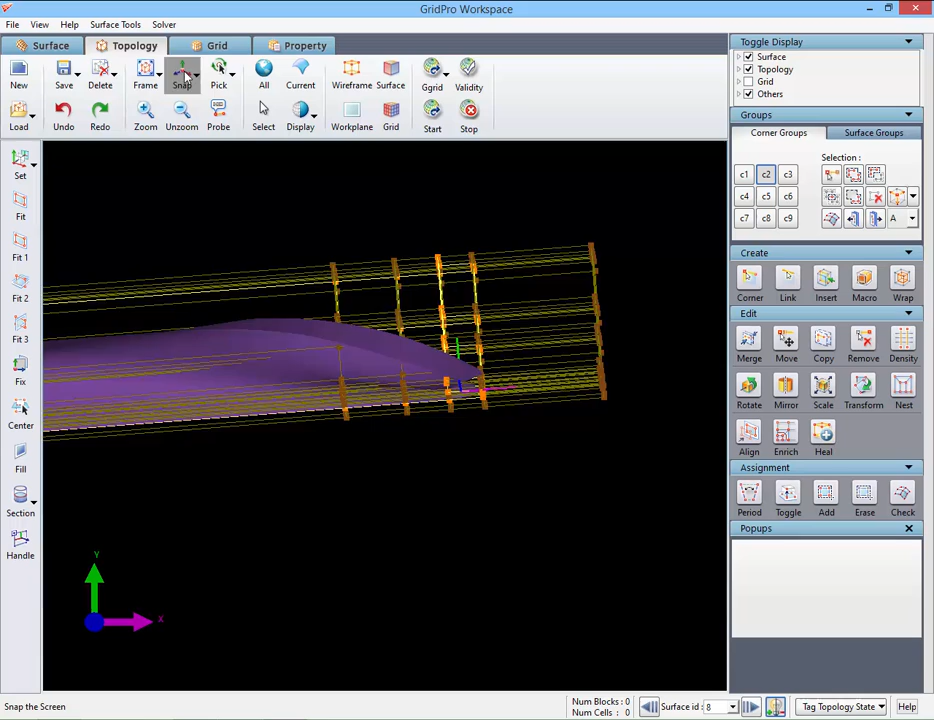 GridPro Workspace
File View Help Surface Tools Solver
Surface Topology Grid Property
New Save Delete Frame Snap Pick All Current Wireframe Surface Ggrid Validity
Load Undo Redo Zoom Unzoom Probe Select Display Workplane Grid Start Stop
Set
Fit
Fit 1
Fit 2
Fit 3
Fix
Center
Fill
Section
Handle
Y
X
Toggle Display
Surface
Topology
Grid
Others
Groups
Corner Groups Surface Groups
Selection :
c1 c2 c3
c4 c5 c6
c7 c8 c9 A
Create
Corner Link Insert Macro Wrap
Edit
Merge Move Copy Remove Density
Rotate Mirror Scale Transform Nest
Align Enrich Heal
Assignment
Period Toggle Add Erase Check
Popups
Snap the Screen
Num Blocks : 0
Num Cells : 0
Surface id : 8
Tag Topology State
Help